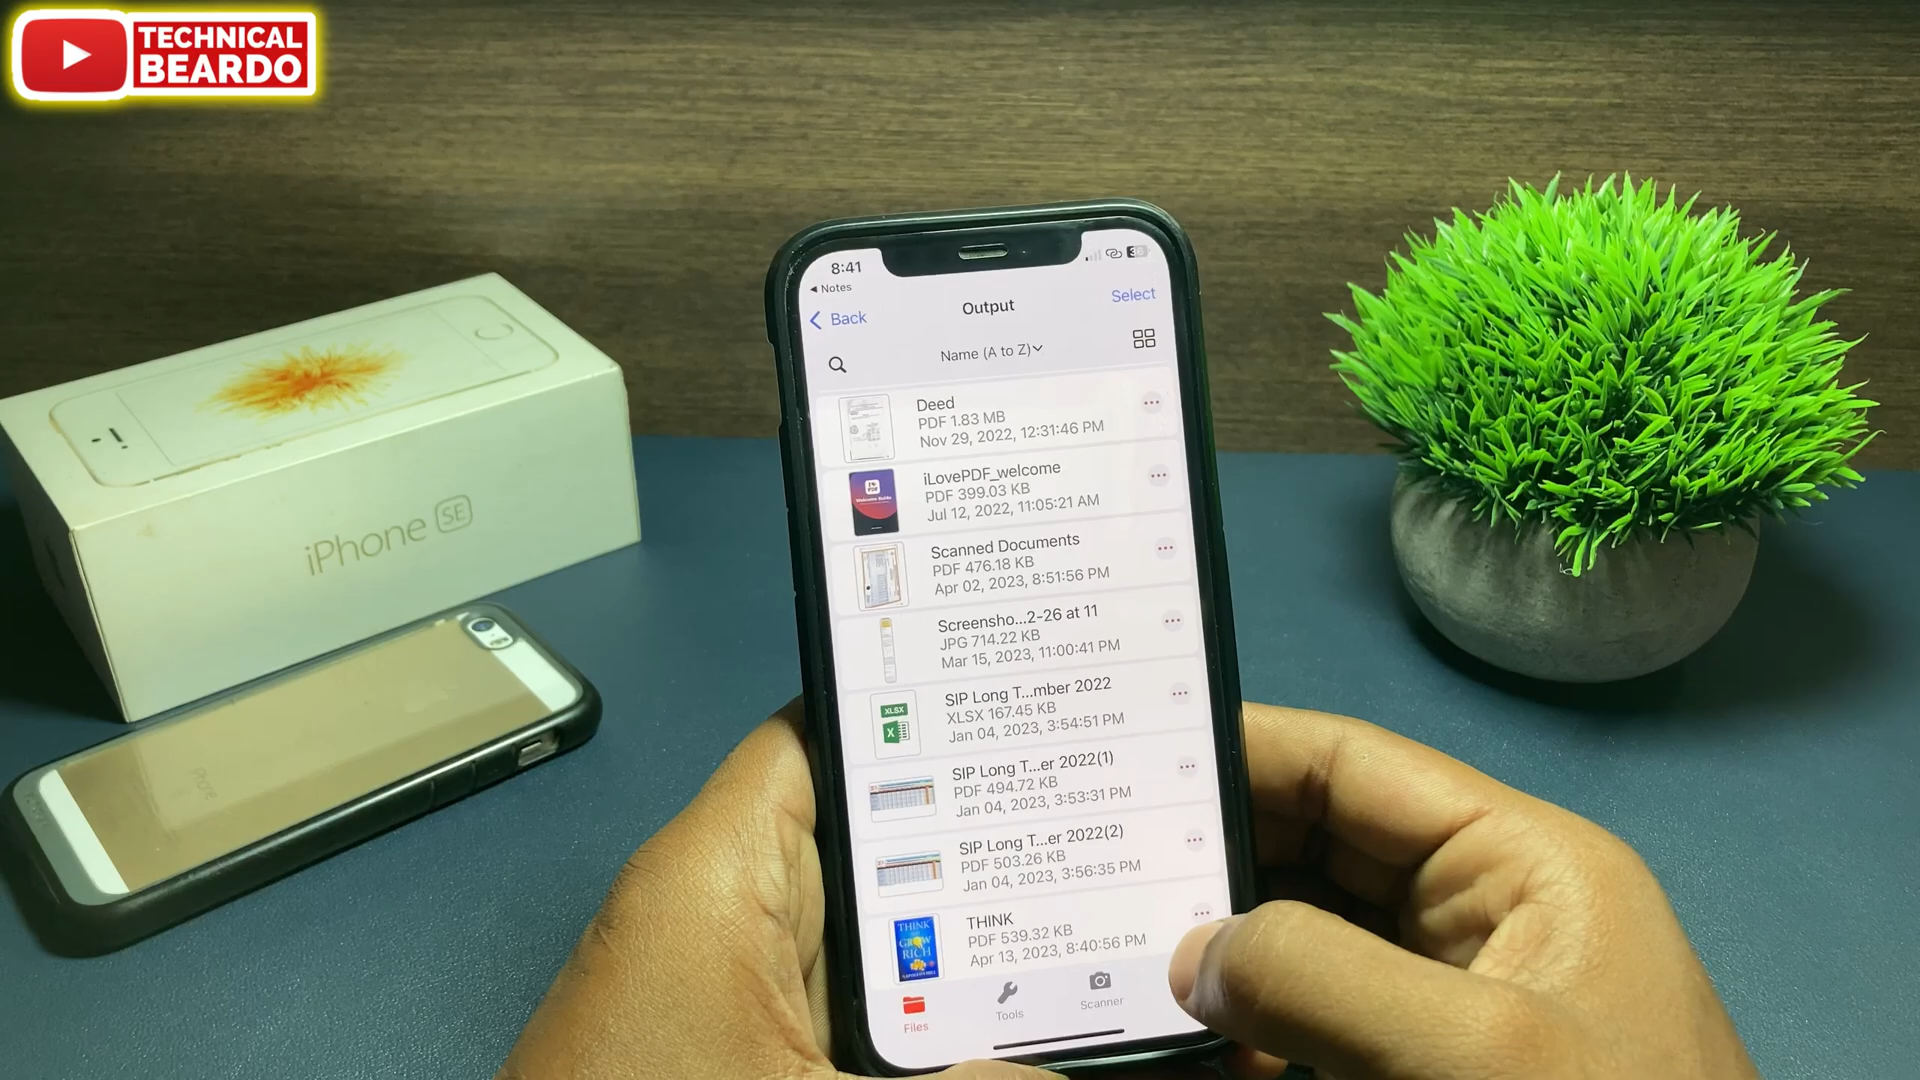 TECHNICAL
BEARDO
8:41
Notes
Back
Output
Select
Name (A to Z)
Deed
PDF 1.83 MB
Nov 29, 2022, 12:31:46 PM
iLovePDF_welcome
PDF 399.03 KB
Jul 12, 2022, 11:05:21 AM
Scanned Documents
PDF 476.18 KB
Apr 02, 2023, 8:51:56 PM
Screensho...2-26 at 11
JPG 714.22 KB
Mar 15, 2023, 11:00:41 PM
XLSX
SIP Long T...mber 2022
XLSX 167.45 KB
Jan 04, 2023, 3:54:51 PM
SIP Long T...er 2022(1)
PDF 494.72 KB
Jan 04, 2023, 3:53:31 PM
SIP Long T...er 2022(2)
PDF 503.26 KB
Jan 04, 2023, 3:56:35 PM
THINK
GROW
RICH
THINK
PDF 539.32 KB
Apr 13, 2023, 8:40:56 PM
Files
Tools
Scanner
iPhone SE
iPhone